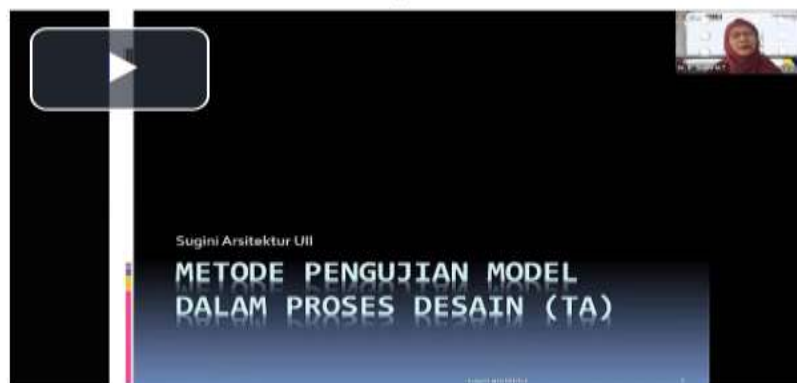 Sugini Arsitektur UII
METODE PENGUJIAN MODEL
DALAM PROSES DESAIN (TA)